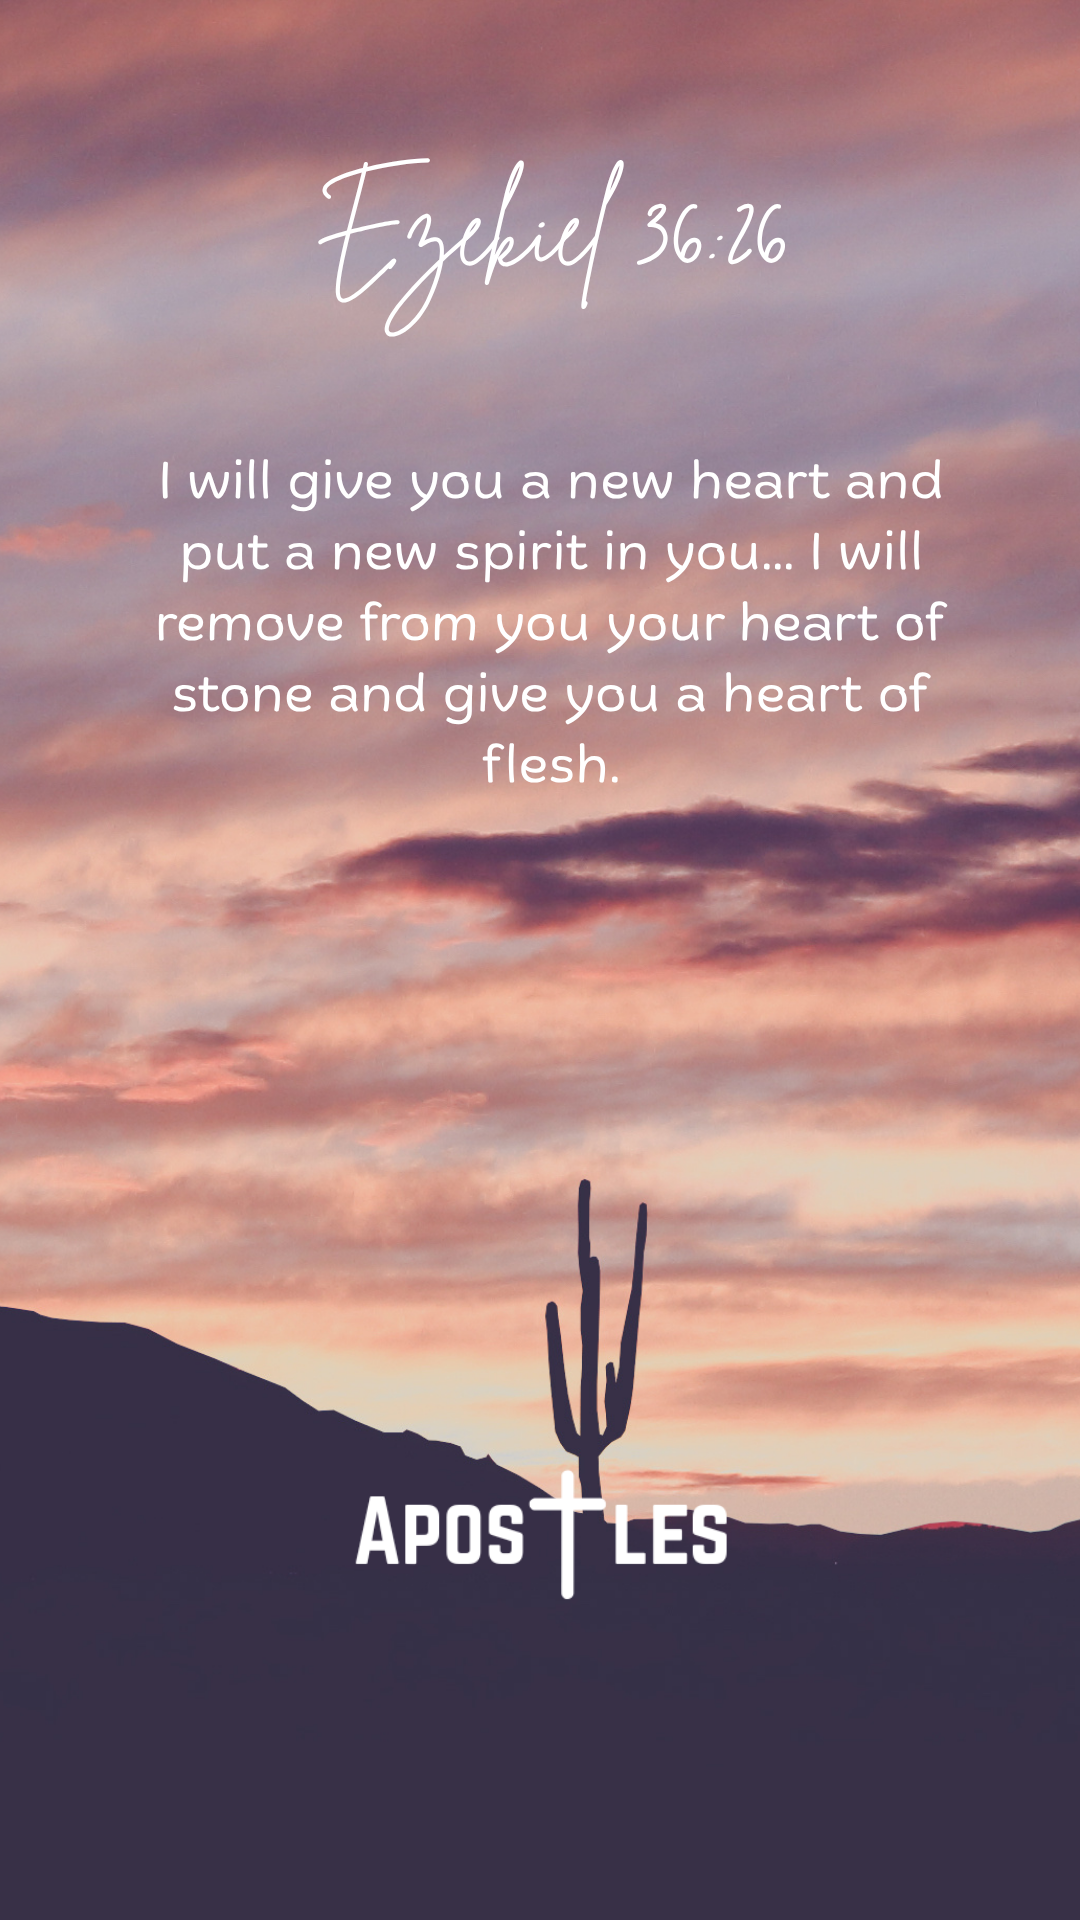 Ezekiel 36:26
I will give you a new heart and
put a new spirit in you... I will
remove from you your heart of
stone and give you a heart of
flesh.
APOSTLES